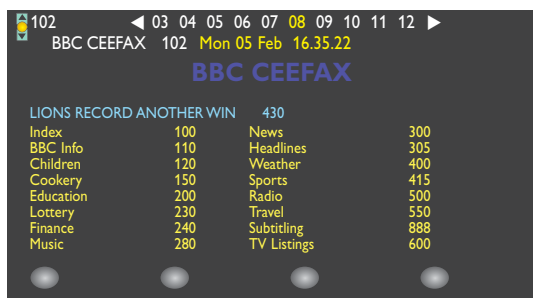 102 ◀ 03 04 05 06 07 08 09 10 11 12 ▶
BBC CEEFAX 102 Mon 05 Feb 16.35.22
BBC CEEFAX
LIONS RECORD ANOTHER WIN 430
Index 100 News 300
BBC Info 110 Headlines 305
Children 120 Weather 400
Cookery 150 Sports 415
Education 200 Radio 500
Lottery 230 Travel 550
Finance 240 Subtitling 888
Music 280 TV Listings 600